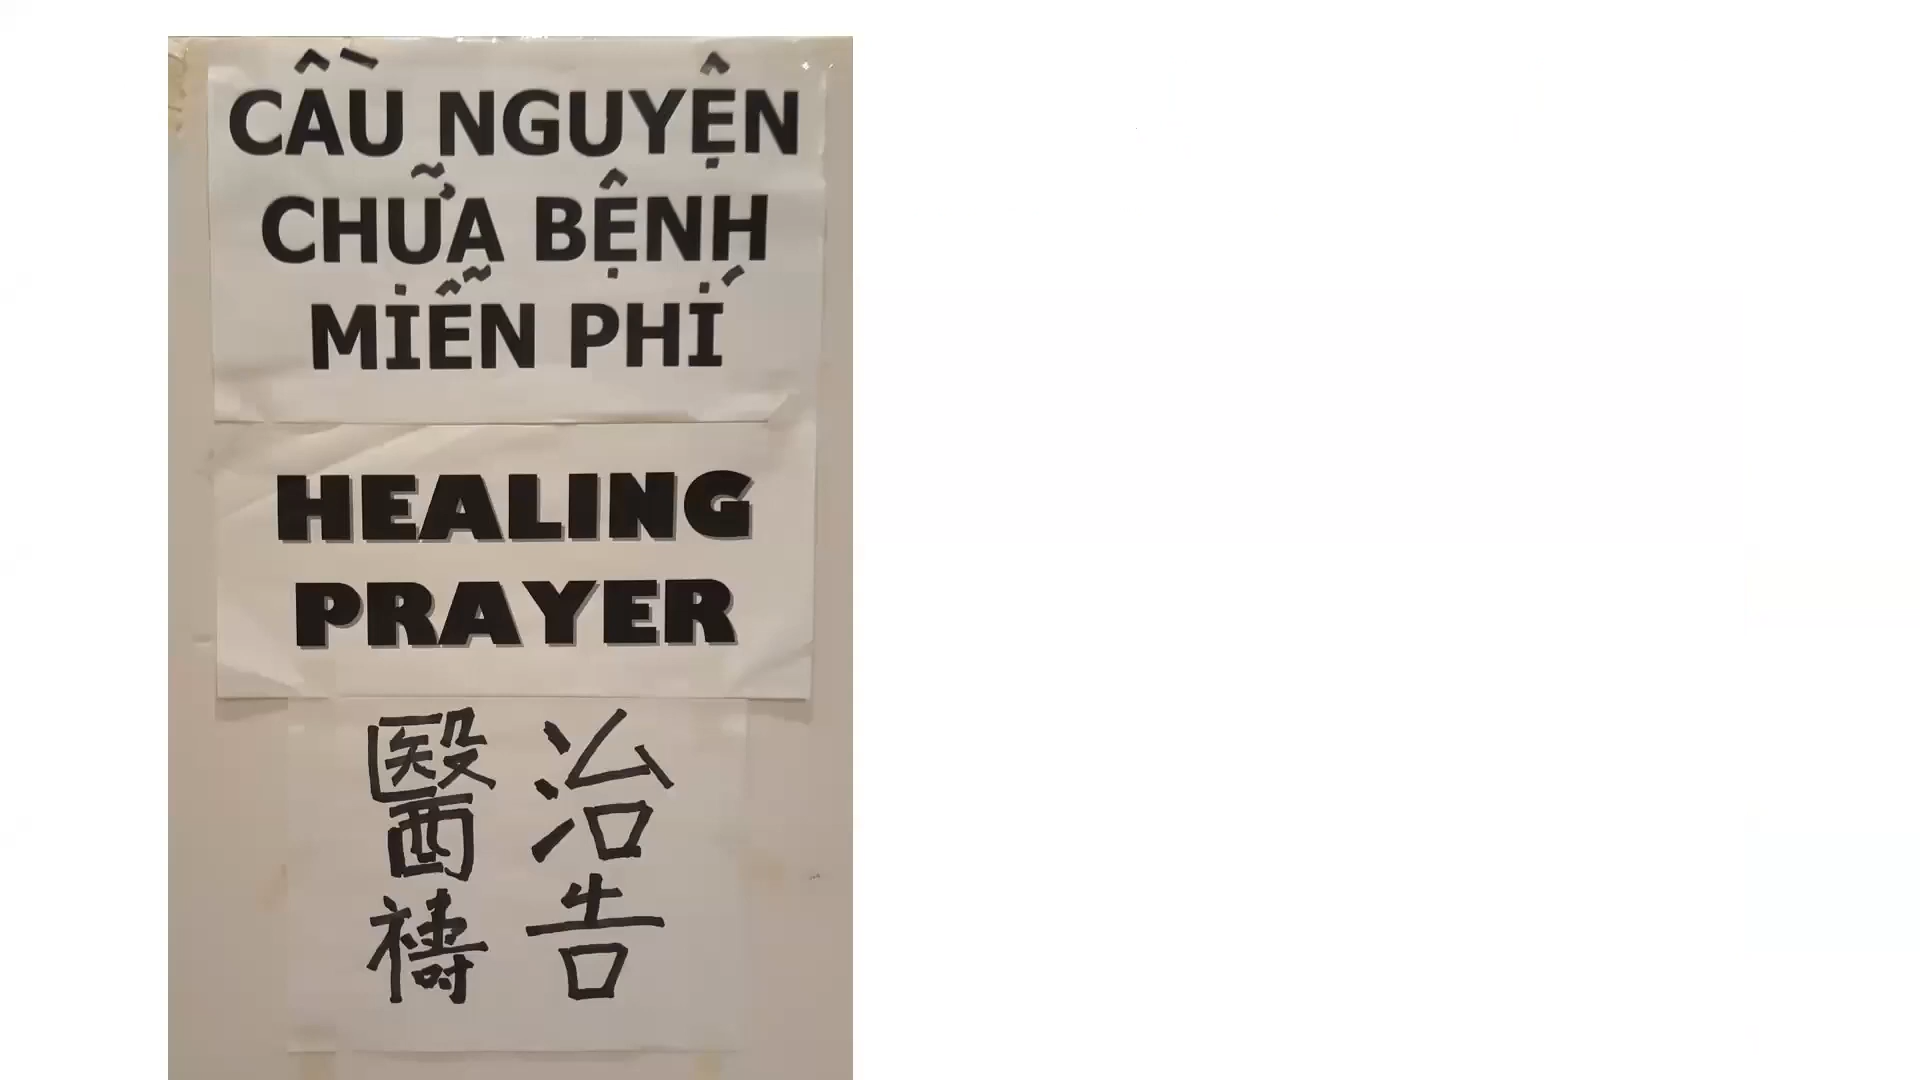 CẦU NGUYỆN
CHỮA BỆNH
MIỄN PHÍ
HEALING
PRAYER
醫治
禱告